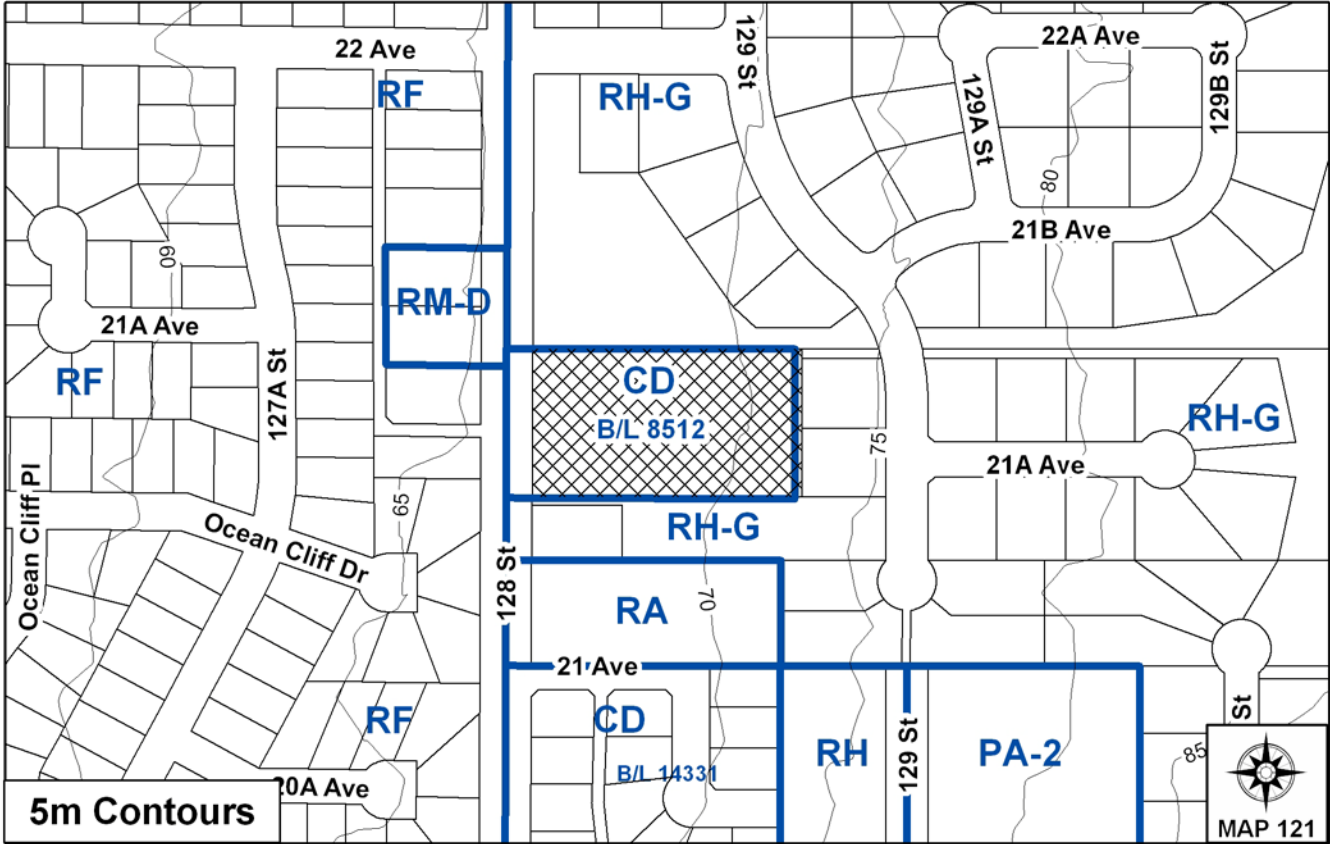 22 Ave
129 St
22A Ave
129B St
RF
RH-G
129A St
80
21B Ave
60
RM-D
21A Ave
RF
127A St
CD
B/L 8512
RH-G
75
21A Ave
Ocean Cliff Pl
65
Ocean Cliff Dr
RH-G
128 St
RA
70
21 Ave
RF
CD
B/L 14331
RH
129 St
PA-2
St
85
20A Ave
5m Contours
MAP 121